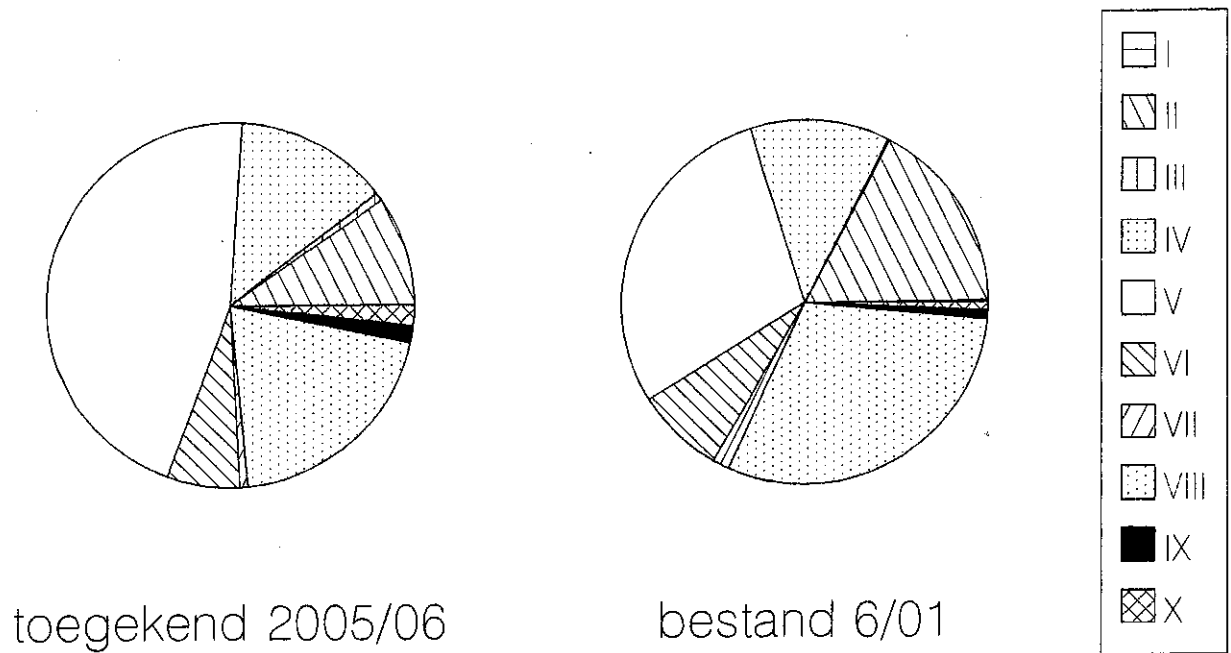 toegekend 2005/06
bestand 6/01
I
II
III
IV
V
VI
VII
VIII
IX
X